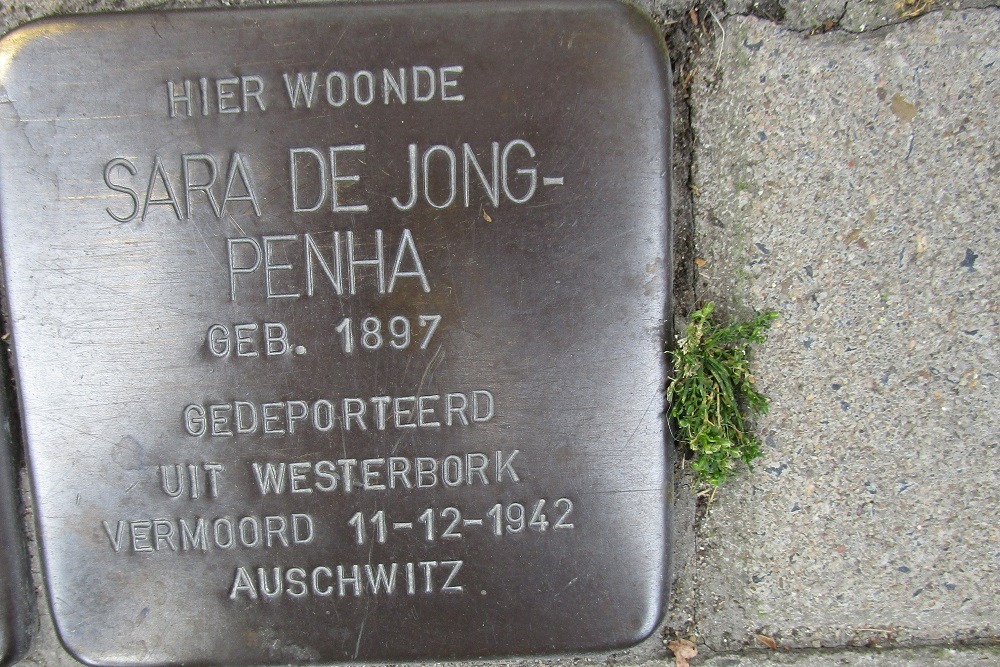 HIER WOONDE
SARA DE JONG-
PENHA
GEB. 1897
GEDEPORTEERD
UIT WESTERBORK
VERMOORD 11-12-1942
AUSCHWITZ